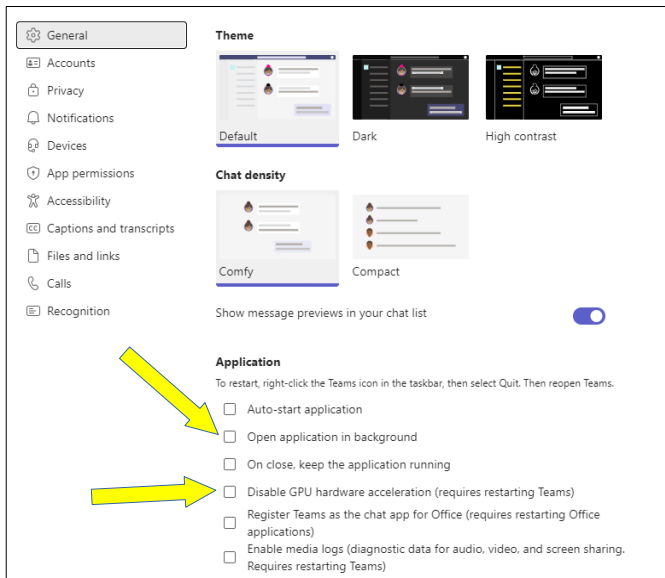 General
Accounts
Privacy
Notifications
Devices
App permissions
Accessibility
CC Captions and transcripts
Files and links
Calls
Recognition
Theme
Default
Dark
High contrast
Chat density
Comfy
Compact
Show message previews in your chat list
Application
To restart, right-click the Teams icon in the taskbar, then select Quit. Then reopen Teams.
Auto-start application
Open application in background
On close, keep the application running
Disable GPU hardware acceleration (requires restarting Teams)
Register Teams as the chat app for Office (requires restarting Office
applications)
Enable media logs (diagnostic data for audio, video, and screen sharing.
Requires restarting Teams)